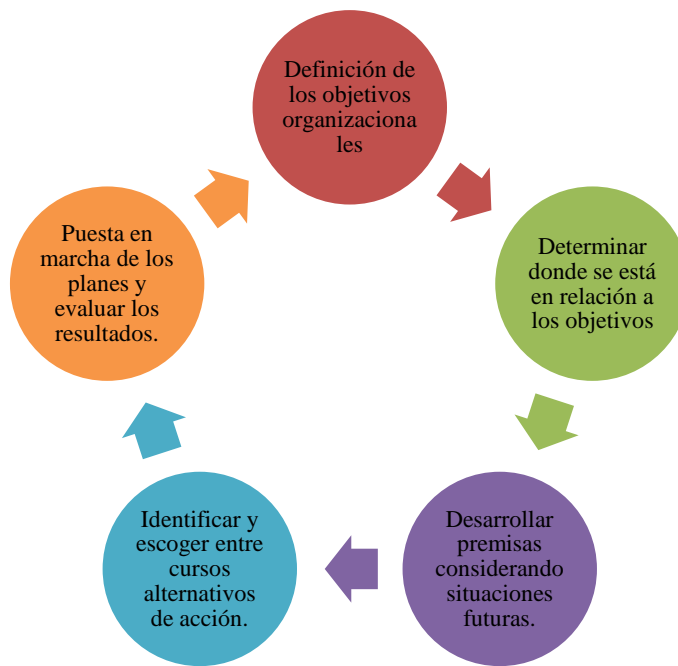 Definición de
los objetivos
organizaciona
les
Determinar
donde se está
en relación a
los objetivos
Desarrollar
premisas
considerando
situaciones
futuras.
Identificar y
escoger entre
cursos
alternativos
de acción.
Puesta en
marcha de los
planes y
evaluar los
resultados.